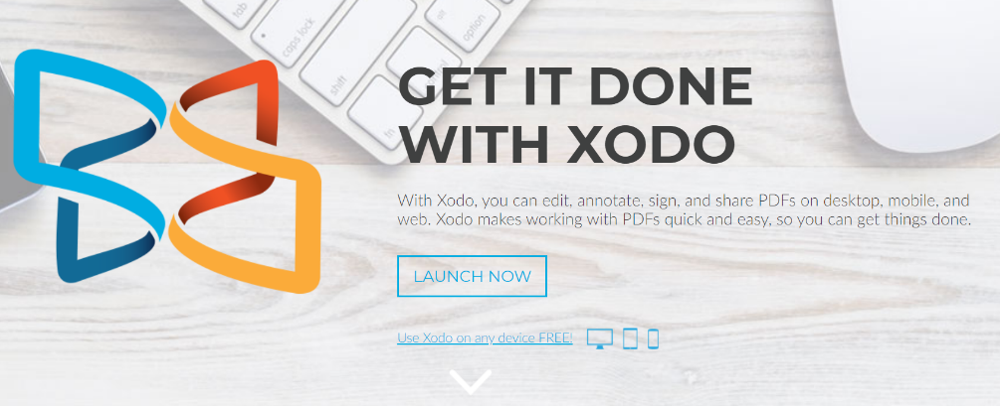 tab
caps lock
shift
fn
alt
option
GET IT DONE
WITH XODO
With Xodo, you can edit, annotate, sign, and share PDFs on desktop, mobile, and
web. Xodo makes working with PDFs quick and easy, so you can get things done.
LAUNCH NOW
Use Xodo on any device FREE!